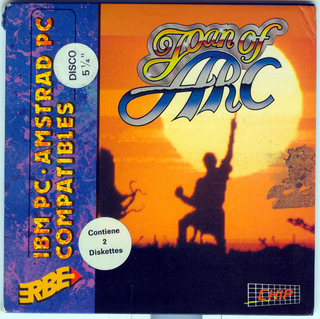 Joan of
ARC
IBM PC·AMSTRAD PC
COMPATIBLES
DISCO
5 1/4"
Contiene
2
Diskettes
ERBE
CHIP